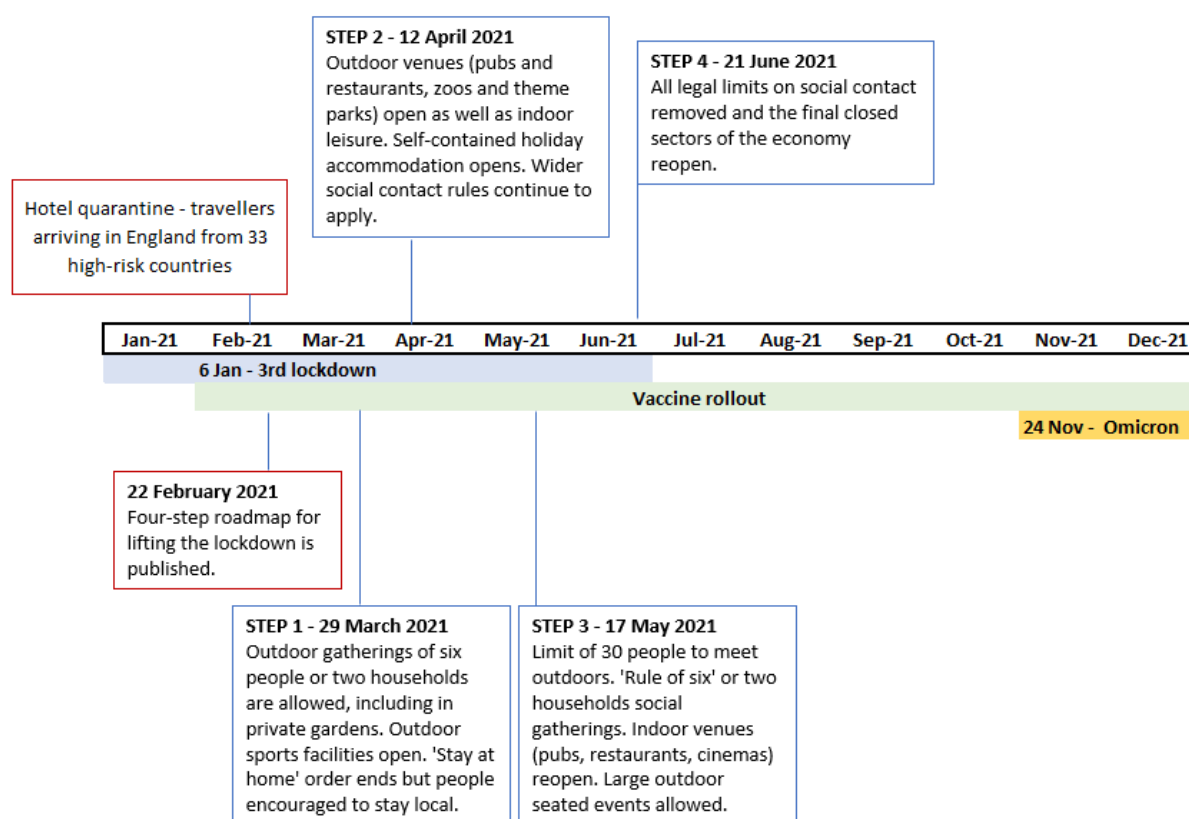 STEP 2 - 12 April 2021
Outdoor venues (pubs and
restaurants, zoos and theme
parks) open as well as indoor
leisure. Self-contained holiday
accommodation opens. Wider
social contact rules continue to
apply.
STEP 4 - 21 June 2021
All legal limits on social contact
removed and the final closed
sectors of the economy
reopen.
Hotel quarantine - travellers
arriving in England from 33
high-risk countries
Jan-21 Feb-21 Mar-21 Apr-21 May-21 Jun-21 Jul-21 Aug-21 Sep-21 Oct-21 Nov-21 Dec-21
6 Jan - 3rd lockdown
Vaccine rollout
24 Nov - Omicron
22 February 2021
Four-step roadmap for
lifting the lockdown is
published.
STEP 1 - 29 March 2021
Outdoor gatherings of six
people or two households
are allowed, including in
private gardens. Outdoor
sports facilities open. 'Stay at
home' order ends but people
encouraged to stay local.
STEP 3 - 17 May 2021
Limit of 30 people to meet
outdoors. 'Rule of six' or two
households social
gatherings. Indoor venues
(pubs, restaurants, cinemas)
reopen. Large outdoor
seated events allowed.